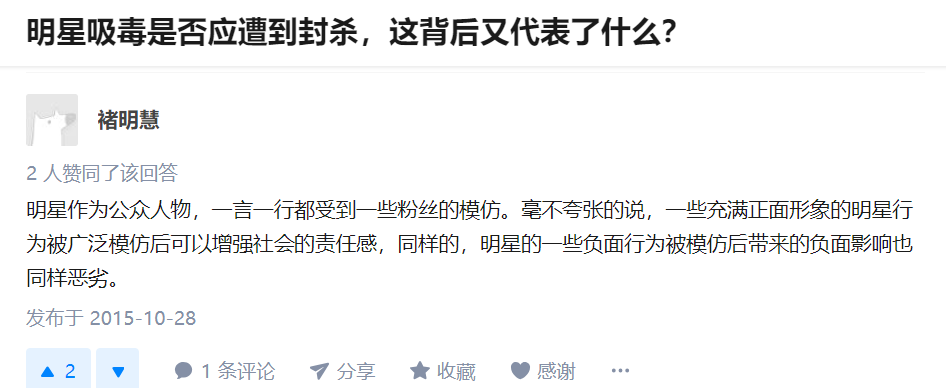 明星吸毒是否应遭到封杀，这背后又代表了什么？
褚明慧
2 人赞同了该回答
明星作为公众人物，一言一行都受到一些粉丝的模仿。毫不夸张的说，一些充满正面形象的明星行
为被广泛模仿后可以增强社会的责任感，同样的，明星的一些负面行为被模仿后带来的负面影响也
同样恶劣。
发布于 2015-10-28
2 1 条评论 分享 收藏 感谢